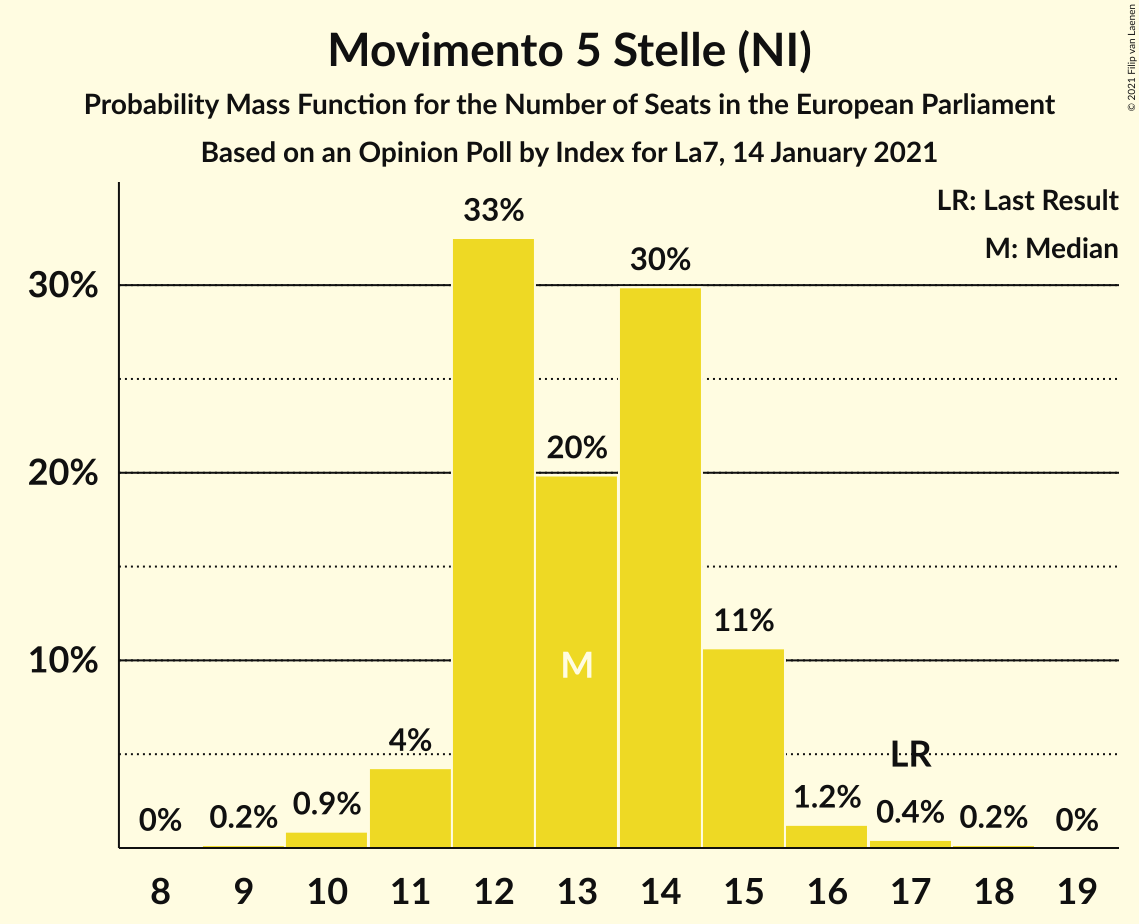 Movimento 5 Stelle (NI)
Probability Mass Function for the Number of Seats in the European Parliament
Based on an Opinion Poll by Index for La7, 14 January 2021
© 2021 Filip van Laenen
LR: Last Result
M: Median
33%
30%
30%
20%
20%
11%
10%
M
4%
LR
0%
0.2%
0.9%
1.2%
0.4%
0.2%
0%
8 9 10 11 12 13 14 15 16 17 18 19